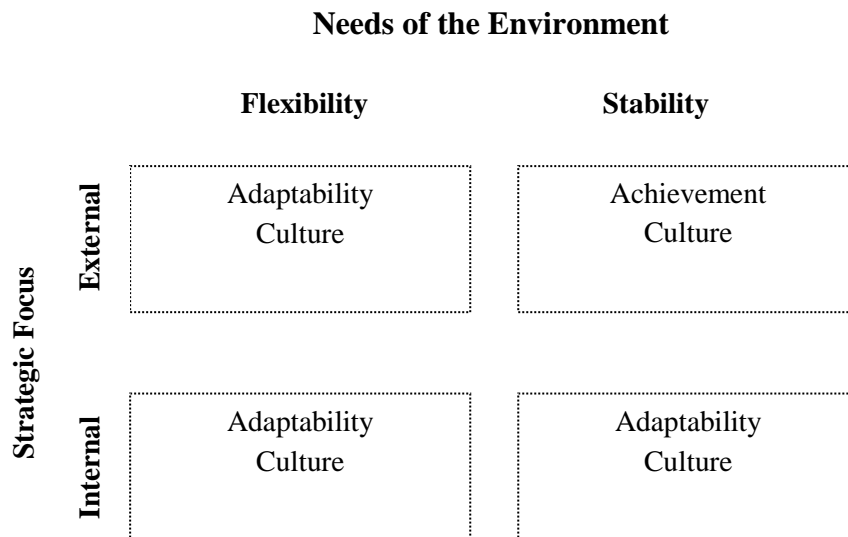 Needs of the Environment
Flexibility
Stability
Strategic Focus
External
Adaptability
Culture
Achievement
Culture
Internal
Adaptability
Culture
Adaptability
Culture